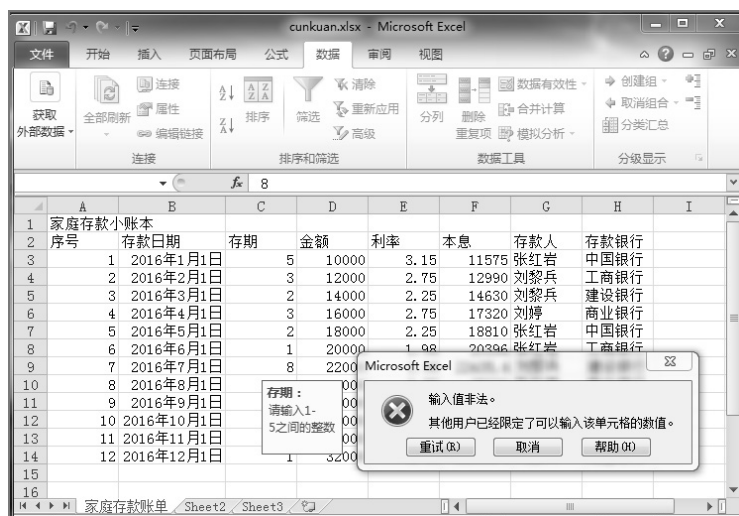 cunkuan.xlsx - Microsoft Excel
文件 开始 插入 页面布局 公式 数据 审阅 视图
获取
外部数据
全部刷新
连接
属性
编辑链接
连接
排序
筛选
清除
重新应用
高级
排序和筛选
分列
删除
重复项
数据有效性
合并计算
模拟分析
数据工具
创建组
取消组合
分类汇总
分级显示
fx 8
A B C D E F G H I
1 家庭存款小账本
2 序号 存款日期 存期 金额 利率 本息 存款人 存款银行
3 1 2016年1月1日 5 10000 3.15 11575 张红岩 中国银行
4 2 2016年2月1日 3 12000 2.75 12990 刘黎兵 工商银行
5 3 2016年3月1日 2 14000 2.25 14630 刘黎兵 建设银行
6 4 2016年4月1日 3 16000 2.75 17320 刘婷 商业银行
7 5 2016年5月1日 2 18000 2.25 18810 张红岩 中国银行
8 6 2016年6月1日 1 20000 1.98 20396 张红岩 工商银行
9 7 2016年7月1日 8
10 8 2016年8月1日
11 9 2016年9月1日
12 10 2016年10月1日
13 11 2016年11月1日
14 12 2016年12月1日 1
15
16
存期：
请输入1-
5之间的整数
Microsoft Excel
输入值非法。
其他用户已经限定了可以输入该单元格的数值。
重试(R) 取消 帮助(H)
家庭存款账单 Sheet2 Sheet3